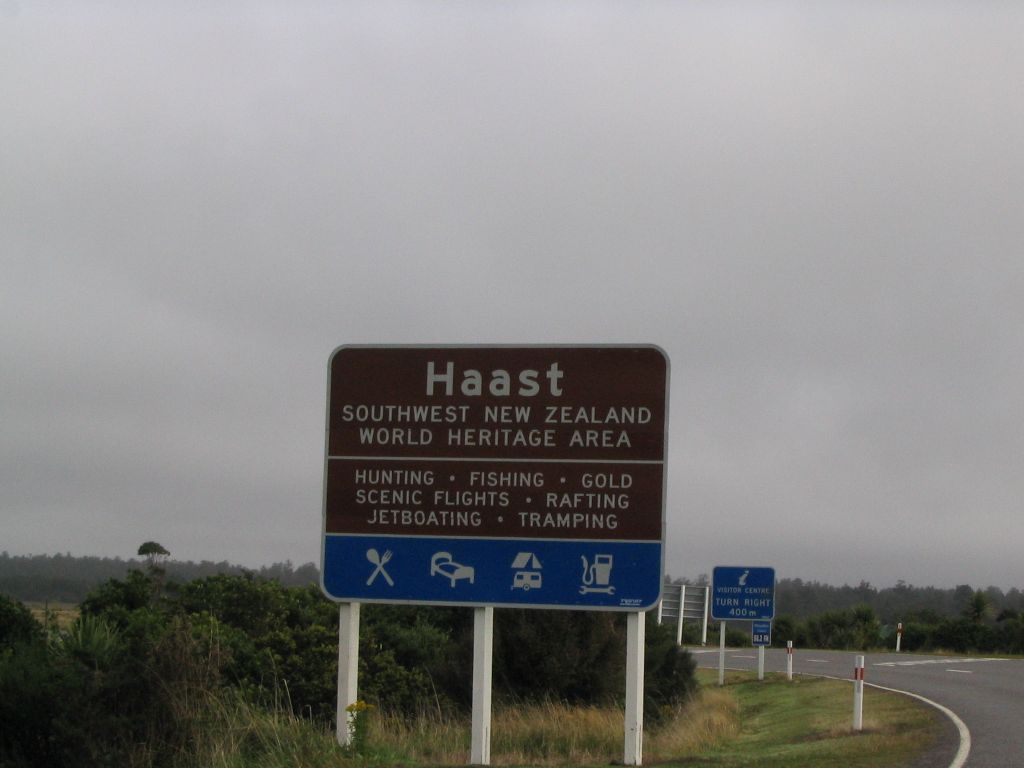 Haast
SOUTHWEST NEW ZEALAND
WORLD HERITAGE AREA
HUNTING • FISHING • GOLD
SCENIC FLIGHTS • RAFTING
JETBOATING • TRAMPING
i
VISITOR CENTRE
TURN RIGHT
400 m